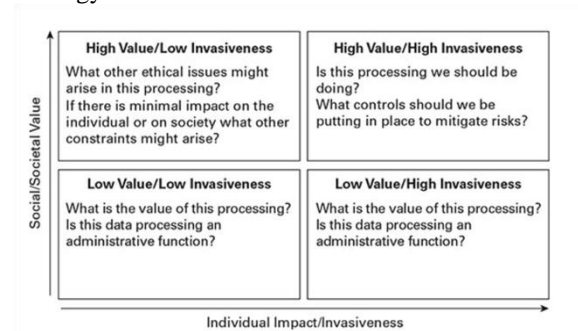 Social/Societal Value
High Value/Low Invasiveness
What other ethical issues might
arise in this processing?
If there is minimal impact on the
individual or on society what other
constraints might arise?
High Value/High Invasiveness
Is this processing we should be
doing?
What controls should we be
putting in place to mitigate risks?
Low Value/Low Invasiveness
What is the value of this processing?
Is this data processing an
administrative function?
Low Value/High Invasiveness
What is the value of this processing?
Is this data processing an
administrative function?
Individual Impact/Invasiveness